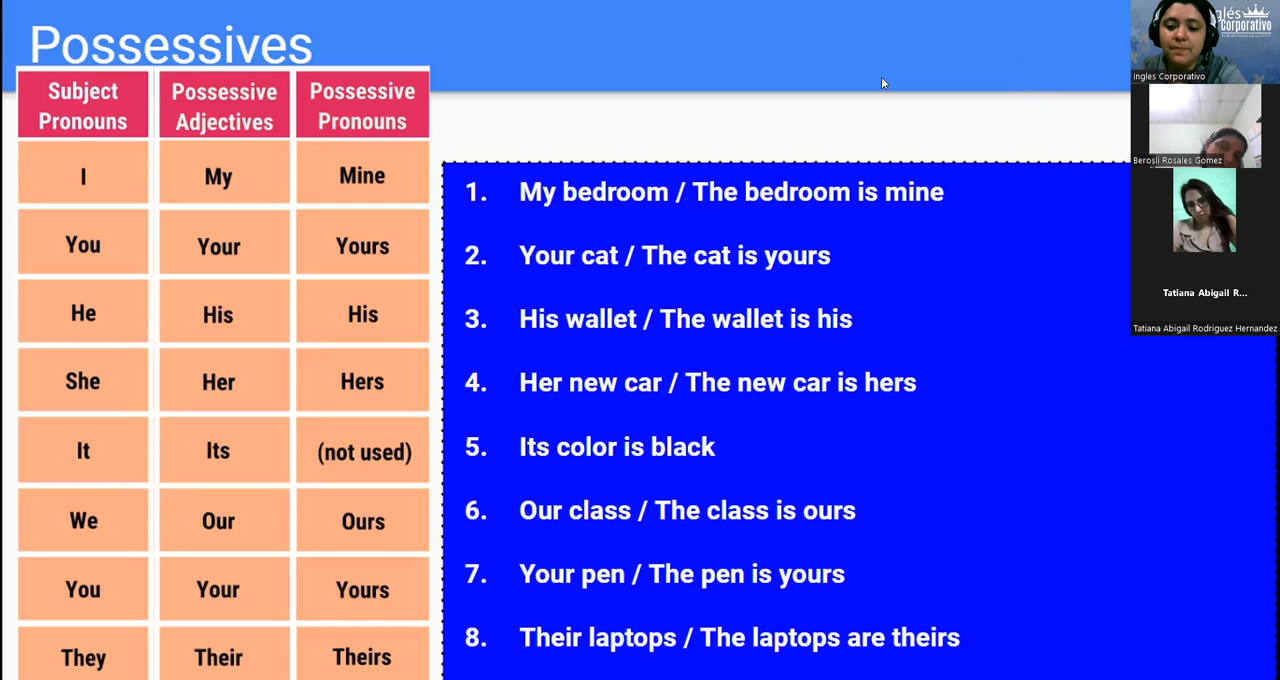 Possessives
Subject Pronouns
Possessive Adjectives
Possessive Pronouns
I
My
Mine
You
Your
Yours
He
His
His
She
Her
Hers
It
Its
(not used)
We
Our
Ours
You
Your
Yours
They
Their
Theirs
1. My bedroom / The bedroom is mine
2. Your cat / The cat is yours
3. His wallet / The wallet is his
4. Her new car / The new car is hers
5. Its color is black
6. Our class / The class is ours
7. Your pen / The pen is yours
8. Their laptops / The laptops are theirs
glés
Corporativo
Ingles Corporativo
Berosli Rosales Gomez
Tatiana Abigail R...
Tatiana Abigail Rodriguez Hernandez